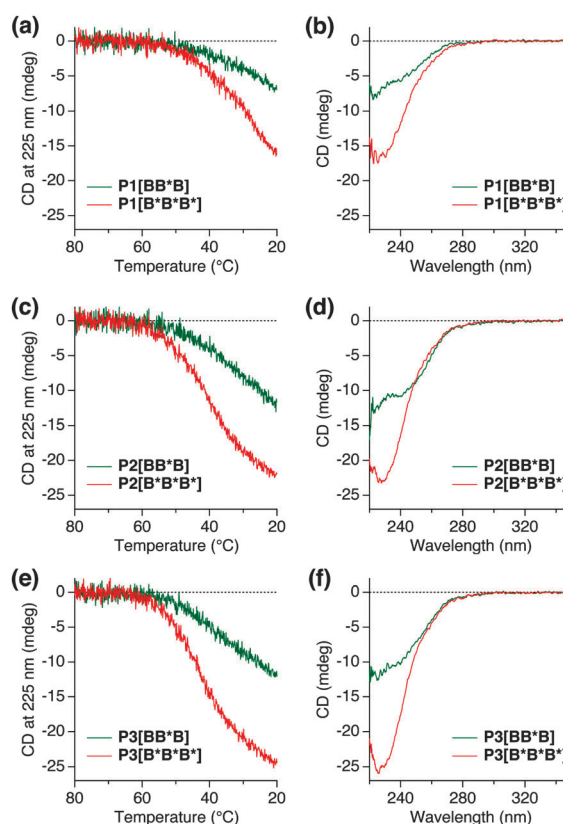 (a)
CD at 225 nm (mdeg)
0
-5
-10
-15
-20
-25
P1[BB*B]
P1[B*B*B*]
80 60 40 20
Temperature (°C)
(b)
CD (mdeg)
0
-5
-10
-15
-20
-25
P1[BB*B]
P1[B*B*B*]
240 280 320
Wavelength (nm)
(c)
CD at 225 nm (mdeg)
0
-5
-10
-15
-20
-25
P2[BB*B]
P2[B*B*B*]
80 60 40 20
Temperature (°C)
(d)
CD (mdeg)
0
-5
-10
-15
-20
-25
P2[BB*B]
P2[B*B*B*]
240 280 320
Wavelength (nm)
(e)
CD at 225 nm (mdeg)
0
-5
-10
-15
-20
-25
P3[BB*B]
P3[B*B*B*]
80 60 40 20
Temperature (°C)
(f)
CD (mdeg)
0
-5
-10
-15
-20
-25
P3[BB*B]
P3[B*B*B*]
240 280 320
Wavelength (nm)